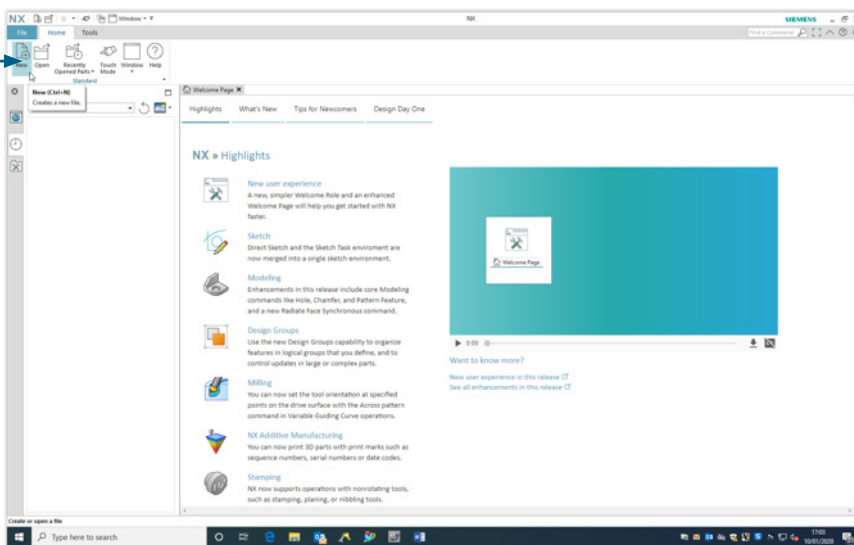 NX Window
NX
SIEMENS
File Home Tools
Find a Command
New Open Recently Opened Parts Touch Mode Window Help
Standard
New (Ctrl+N)
Creates a new file.
Welcome Page
Highlights What's New Tips for Newcomers Design Day One
NX » Highlights
New user experience
A new, simpler Welcome Role and an enhanced
Welcome Page will help you get started with NX
faster.
Sketch
Direct Sketch and the Sketch Task enviroment are
now merged into a single sketch environment.
Modeling
Enhancements in this release include core Modeling
commands like Hole, Chamfer, and Pattern Feature,
and a new Radiate Face Synchronous command.
Design Groups
Use the new Design Groups capability to organize
features in logical groups that you define, and to
control updates in large or complex parts.
Milling
You can now set the tool orientation at specified
points on the drive surface with the Across pattern
command in Variable Guiding Curve operations.
NX Additive Manufacturing
You can now print 3D parts with print marks such as
sequence numbers, serial numbers or date codes.
Stamping
NX now supports operations with nonrotating tools,
such as stamping, planing, or nibbling tools.
Welcome Page
0:00
Want to know more?
New user experience in this release
See all enhancements in this release
Create or open a file
Type here to search
17:03
10/01/2020